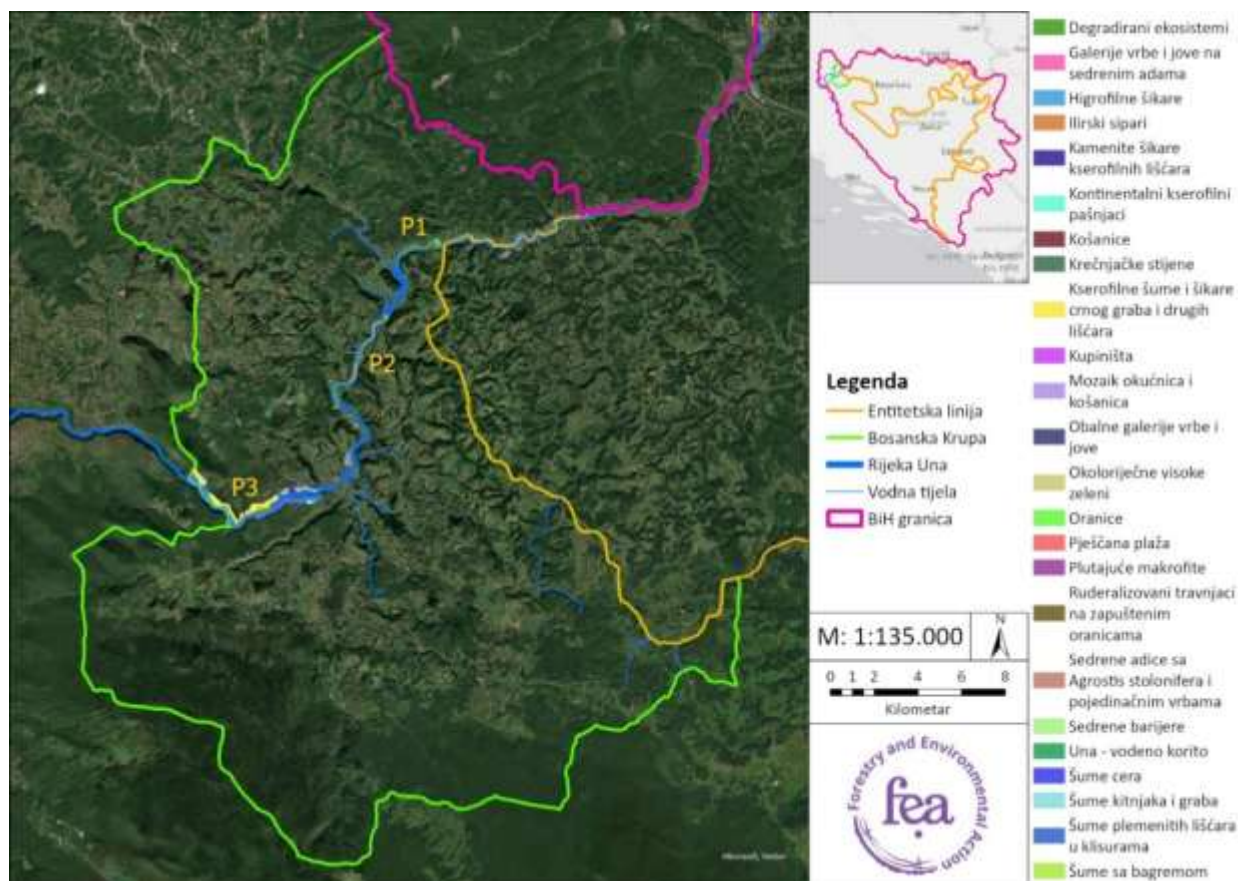 P1
P2
P3
Legenda
Entitetska linija
Bosanska Krupa
Rijeka Una
Vodna tijela
BiH granica
M: 1:135.000
N
0 1 2 4 6 8
Kilometar
Forestry and Environmental Action
fea
Degradirani ekosistemi
Galerije vrbe i jove na
sedrenim adama
Higrofilne šikare
Ilirski sipari
Kamenite šikare
kserofilnih lišćara
Kontinentalni kserofilni
pašnjaci
Košanice
Krečnjačke stijene
Kserofilne šume i šikare
crnog graba i drugih
lišćara
Kupiništa
Mozaik okućnica i
košanica
Obalne galerije vrbe i
jove
Okoloriječne visoke
zeleni
Oranice
Pješčana plaža
Plutajuće makrofite
Ruderalizovani travnjaci
na zapuštenim
oranicama
Sedrene adice sa
Agrostis stolonifera i
pojedinačnim vrbama
Sedrene barijere
Una - vodeno korito
Šume cera
Šume kitnjaka i graba
Šume plemenitih lišćara
u klisurama
Šume sa bagremom